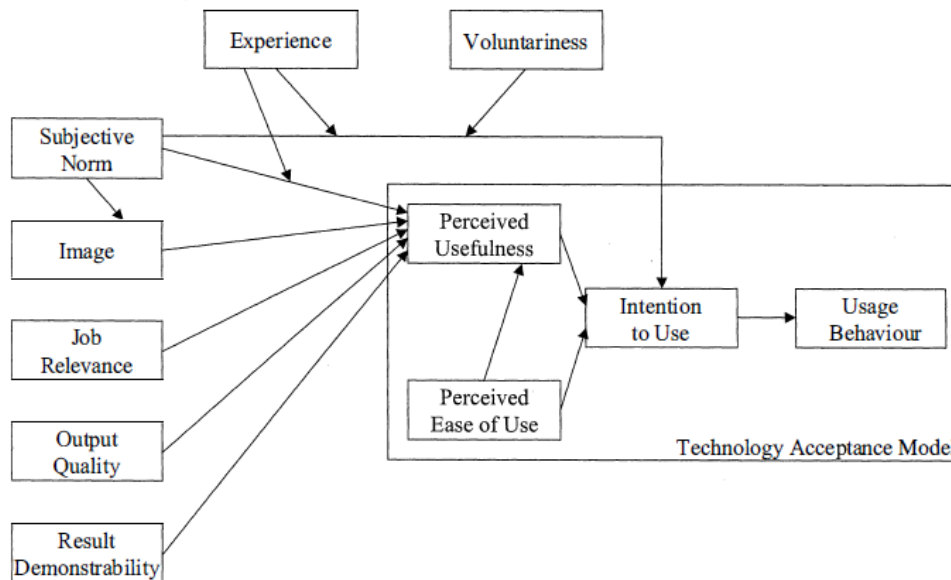 Experience
Voluntariness
Subjective
Norm
Image
Perceived
Usefulness
Intention
to Use
Usage
Behaviour
Job
Relevance
Perceived
Ease of Use
Output
Quality
Technology Acceptance Mode
Result
Demonstrability